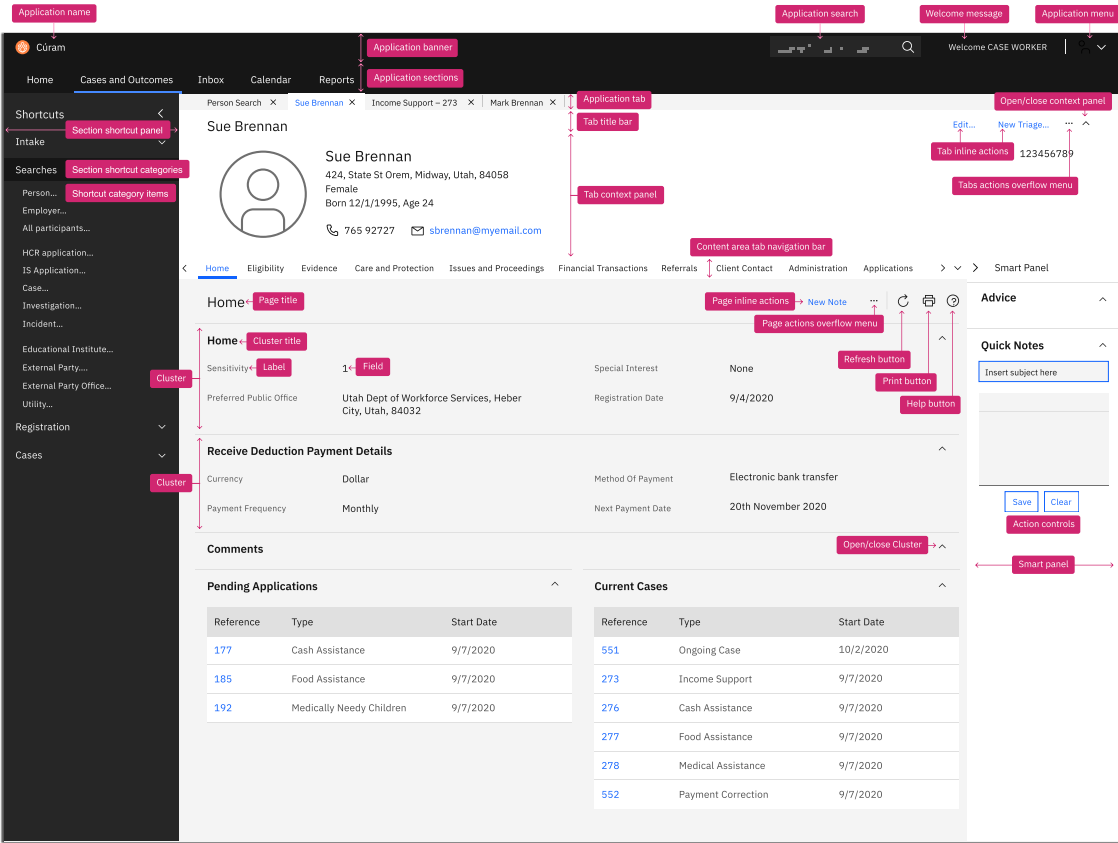 Application name
Application search
Welcome message
Application menu
Cúram
Application banner
Welcome CASE WORKER
Home
Cases and Outcomes
Inbox
Calendar
Reports
Application sections
Shortcuts
Person Search
Sue Brennan
Income Support – 273
Mark Brennan
Application tab
Open/close context panel
Section shortcut panel
Sue Brennan
Tab title bar
Edit...
New Triage...
Intake
Tab inline actions
123456789
Searches
Section shortcut categories
Sue Brennan
424, State St Orem, Midway, Utah, 84058
Female
Born 12/1/1995, Age 24
Tab context panel
Tabs actions overflow menu
Person...
Shortcut category items
Employer...
All participants...
765 92727
sbrennan@myemail.com
HCR application...
Content area tab navigation bar
IS Application...
Home
Eligibility
Evidence
Care and Protection
Issues and Proceedings
Financial Transactions
Referrals
Client Contact
Administration
Applications
Smart Panel
Case...
Investigation...
Incident...
Home
Page title
Page inline actions
New Note
Advice
Page actions overflow menu
Home
Cluster title
Quick Notes
Educational Institute...
External Party....
External Party Office...
Utility...
Cluster
Sensitivity
Label
1
Field
Special Interest
None
Refresh button
Insert subject here
Print button
Preferred Public Office
Utah Dept of Workforce Services, Heber
City, Utah, 84032
Registration Date
9/4/2020
Help button
Registration
Cases
Receive Deduction Payment Details
Cluster
Currency
Dollar
Method Of Payment
Electronic bank transfer
Payment Frequency
Monthly
Next Payment Date
20th November 2020
Save
Clear
Action controls
Comments
Open/close Cluster
Smart panel
Pending Applications
Current Cases
Reference
Type
Start Date
Reference
Type
Start Date
177
Cash Assistance
9/7/2020
551
Ongoing Case
10/2/2020
185
Food Assistance
9/7/2020
273
Income Support
9/7/2020
192
Medically Needy Children
9/7/2020
276
Cash Assistance
9/7/2020
277
Food Assistance
9/7/2020
278
Medical Assistance
9/7/2020
552
Payment Correction
9/7/2020